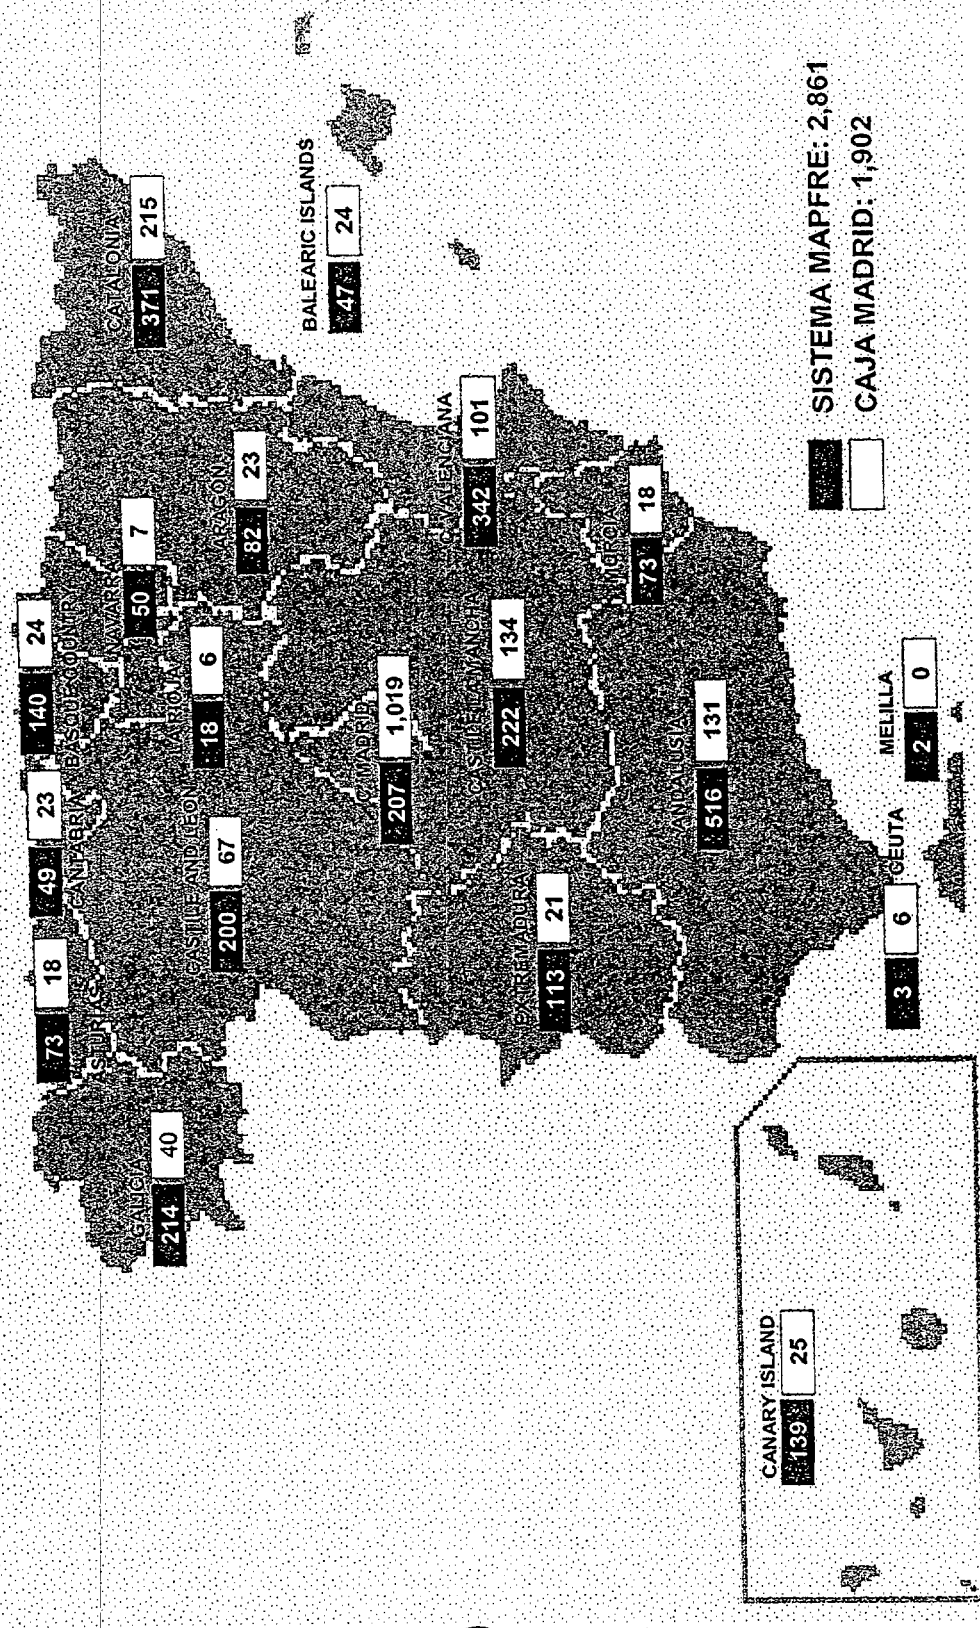 73 18
ASTURIAS
49 23
CANTABRIA
140 24
BASQUE COUNTRY
GALICIA
214 40
NAVARRE
50 7
CATALONIA
371 215
LA RIOJA
18 6
CASTILE AND LEON
200 67
ARAGON
82 23
BALEARIC ISLANDS
47 24
C. MADRID
207 1,019
C. VALENCIANA
342 101
CASTILE LA MANCHA
222 134
EXTREMADURA
113 21
MURCIA
73 18
ANDALUSIA
516 131
CEUTA
3 6
MELILLA
2 0
CANARY ISLAND
139 25
SISTEMA MAPFRE: 2,861
CAJA MADRID: 1,902